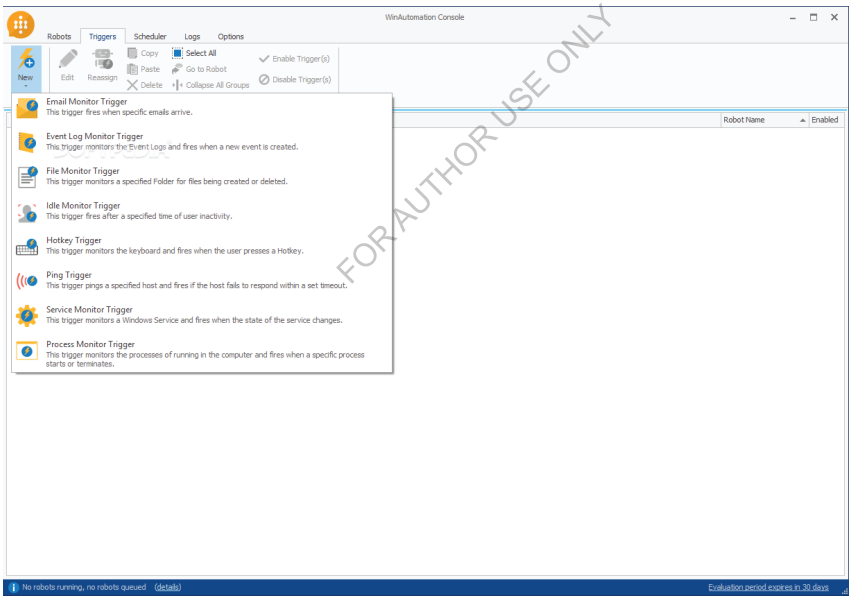 WinAutomation Console
Robots Triggers Scheduler Logs Options
New
Edit
Reassign
Copy
Paste
Delete
Select All
Go to Robot
Collapse All Groups
Enable Trigger(s)
Disable Trigger(s)
Robot Name Enabled
Email Monitor Trigger
This trigger fires when specific emails arrive.
Event Log Monitor Trigger
This trigger monitors the Event Logs and fires when a new event is created.
SOFTPEDIA
File Monitor Trigger
This trigger monitors a specified Folder for files being created or deleted.
Idle Monitor Trigger
This trigger fires after a specified time of user inactivity.
Hotkey Trigger
This trigger monitors the keyboard and fires when the user presses a Hotkey.
Ping Trigger
This trigger pings a specified host and fires if the host fails to respond within a set timeout.
Service Monitor Trigger
This trigger monitors a Windows Service and fires when the state of the service changes.
Process Monitor Trigger
This trigger monitors the processes of running in the computer and fires when a specific process
starts or terminates.
FOR AUTHOR USE ONLY
No robots running, no robots queued (details)
Evaluation period expires in 30 days